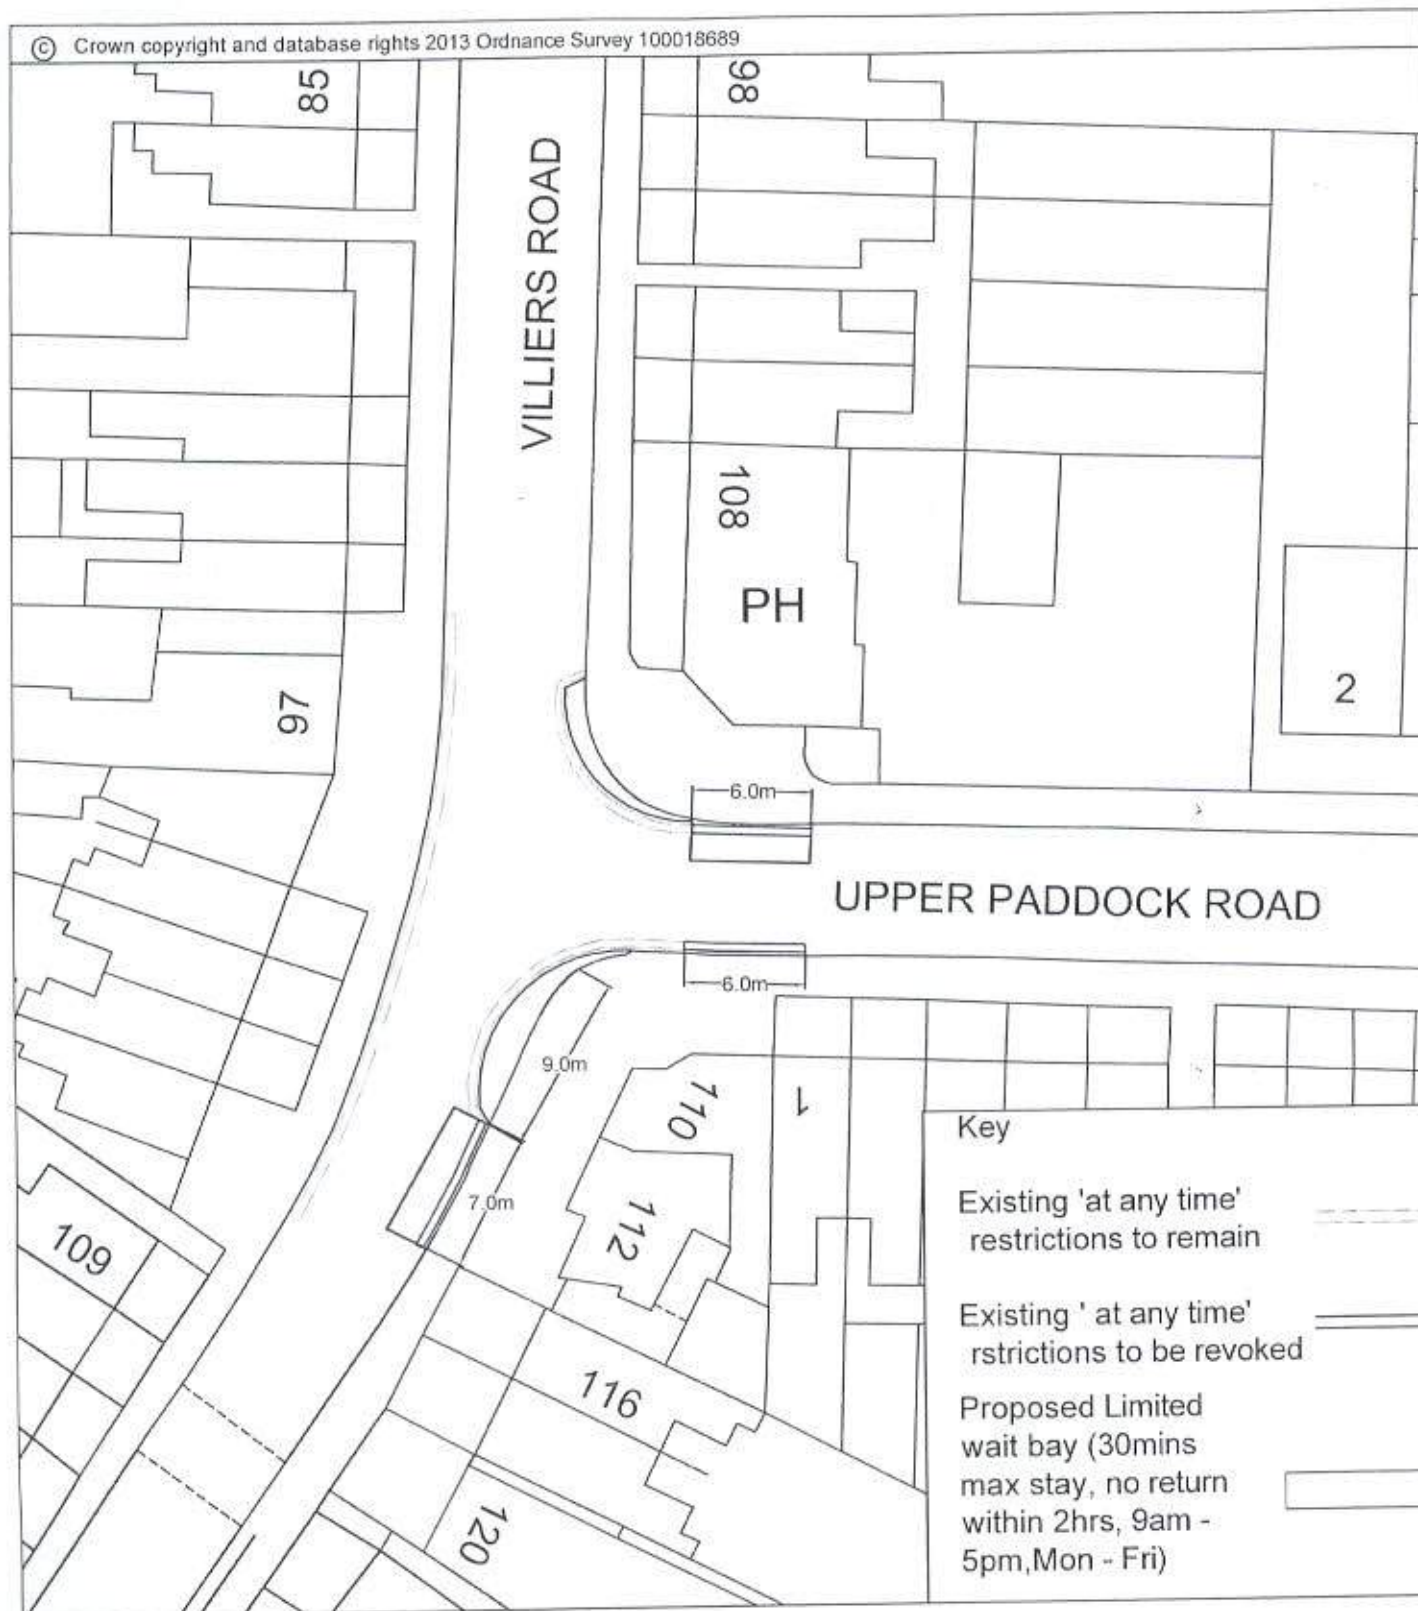 © Crown copyright and database rights 2013 Ordnance Survey 100018689
85
98
VILLIERS ROAD
108
PH
2
97
6.0m
UPPER PADDOCK ROAD
6.0m
9.0m
110
1
7.0m
112
109
116
120
Key
Existing 'at any time'
restrictions to remain
Existing ' at any time'
rstrictions to be revoked
Proposed Limited
wait bay (30mins
max stay, no return
within 2hrs, 9am -
5pm,Mon - Fri)